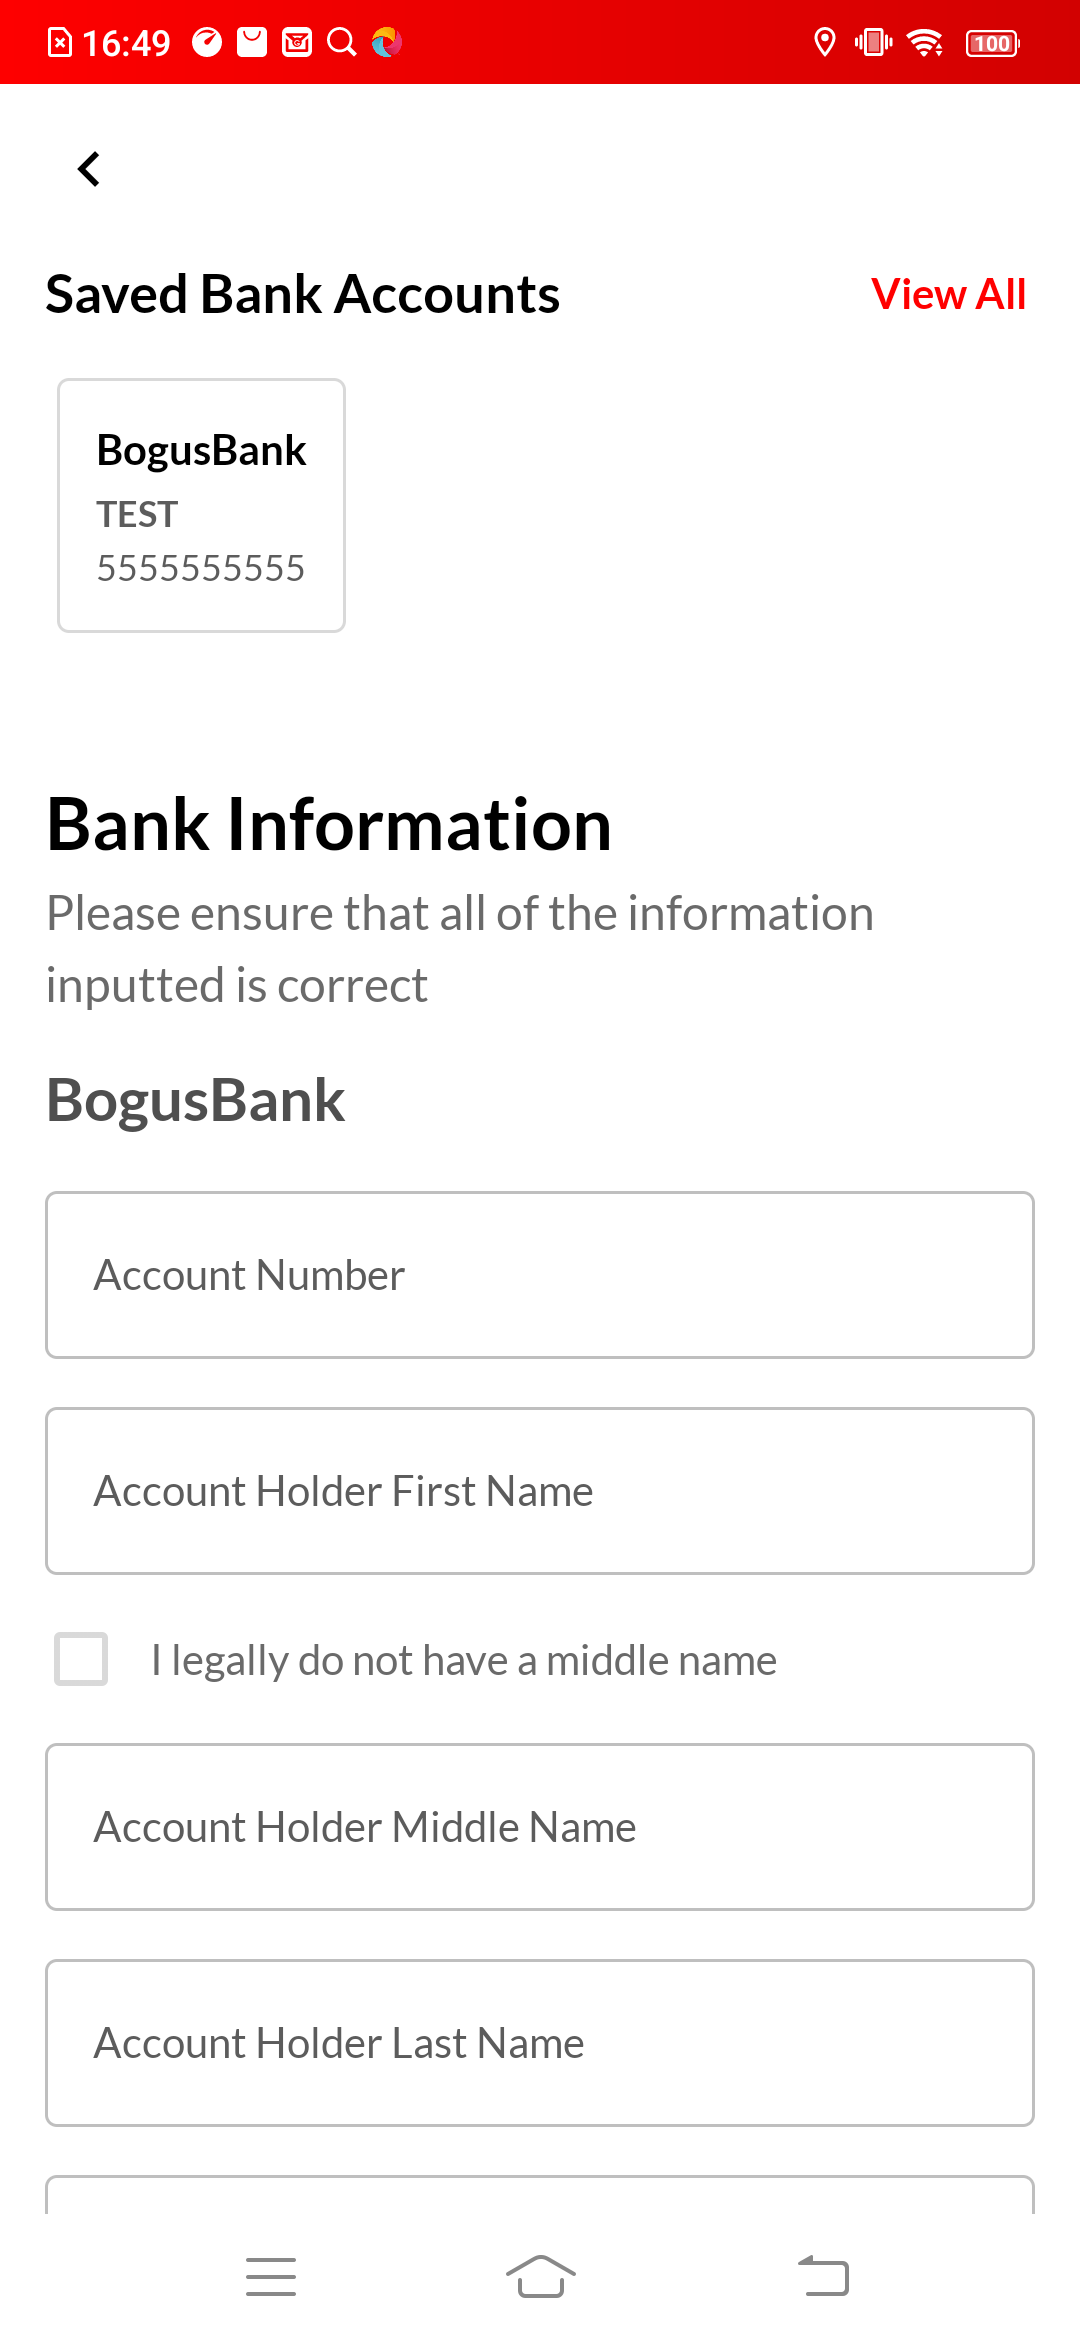 16:49
100
Saved Bank Accounts
View All
BogusBank
TEST
5555555555
Bank Information
Please ensure that all of the information
inputted is correct
BogusBank
Account Number
Account Holder First Name
I legally do not have a middle name
Account Holder Middle Name
Account Holder Last Name